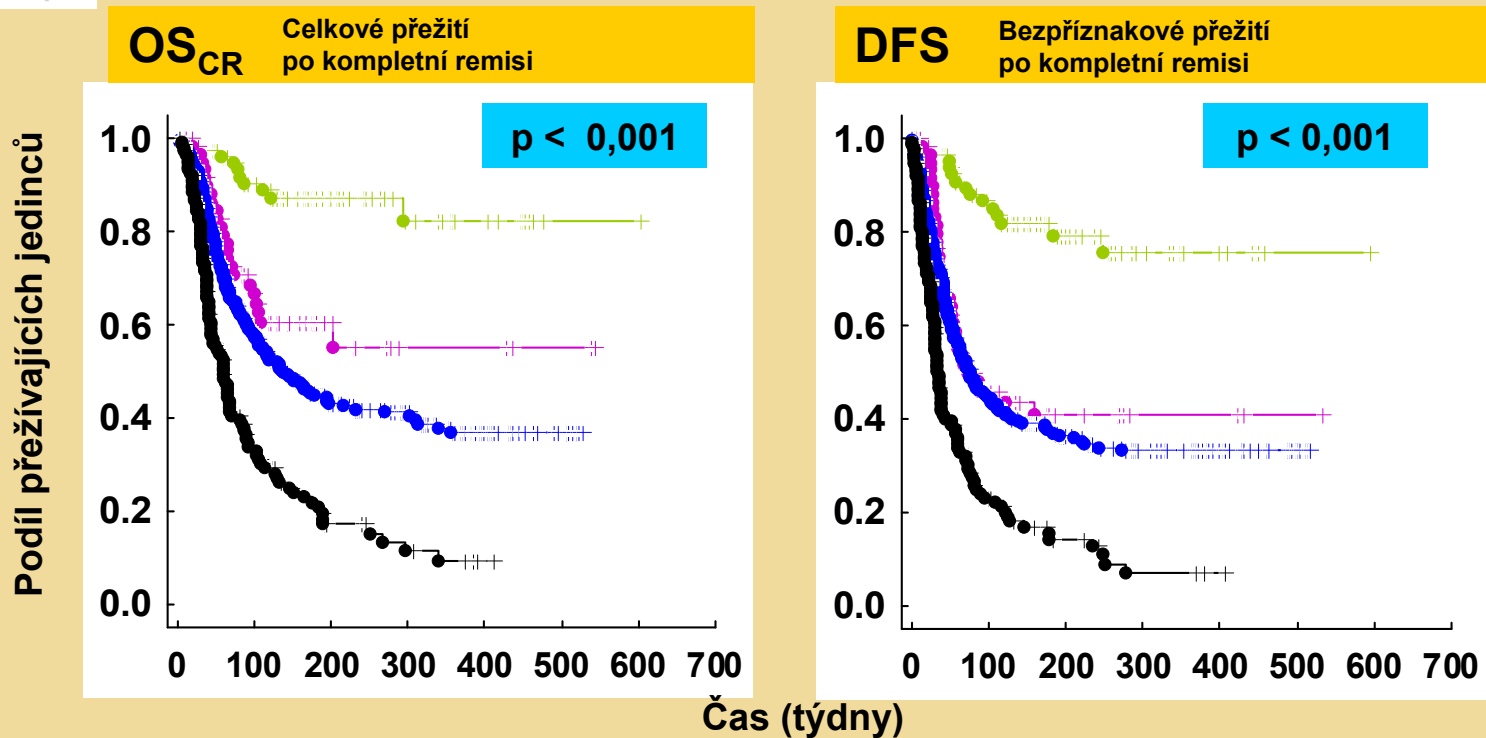 OS_CR
Celkové přežití
po kompletní remisi
DFS
Bezpříznakové přežití
po kompletní remisi
Podíl přežívajících jedinců
p < 0,001
1.0
0.8
0.6
0.4
0.2
0.0
0 100 200 300 400 500 600 700
p < 0,001
1.0
0.8
0.6
0.4
0.2
0.0
0 100 200 300 400 500 600 700
Čas (týdny)